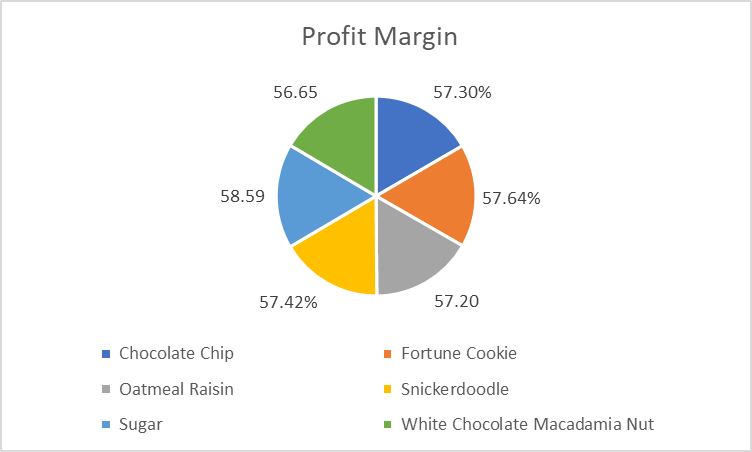 Profit Margin
56.65
57.30%
58.59
57.64%
57.42%
57.20
Chocolate Chip
Fortune Cookie
Oatmeal Raisin
Snickerdoodle
Sugar
White Chocolate Macadamia Nut